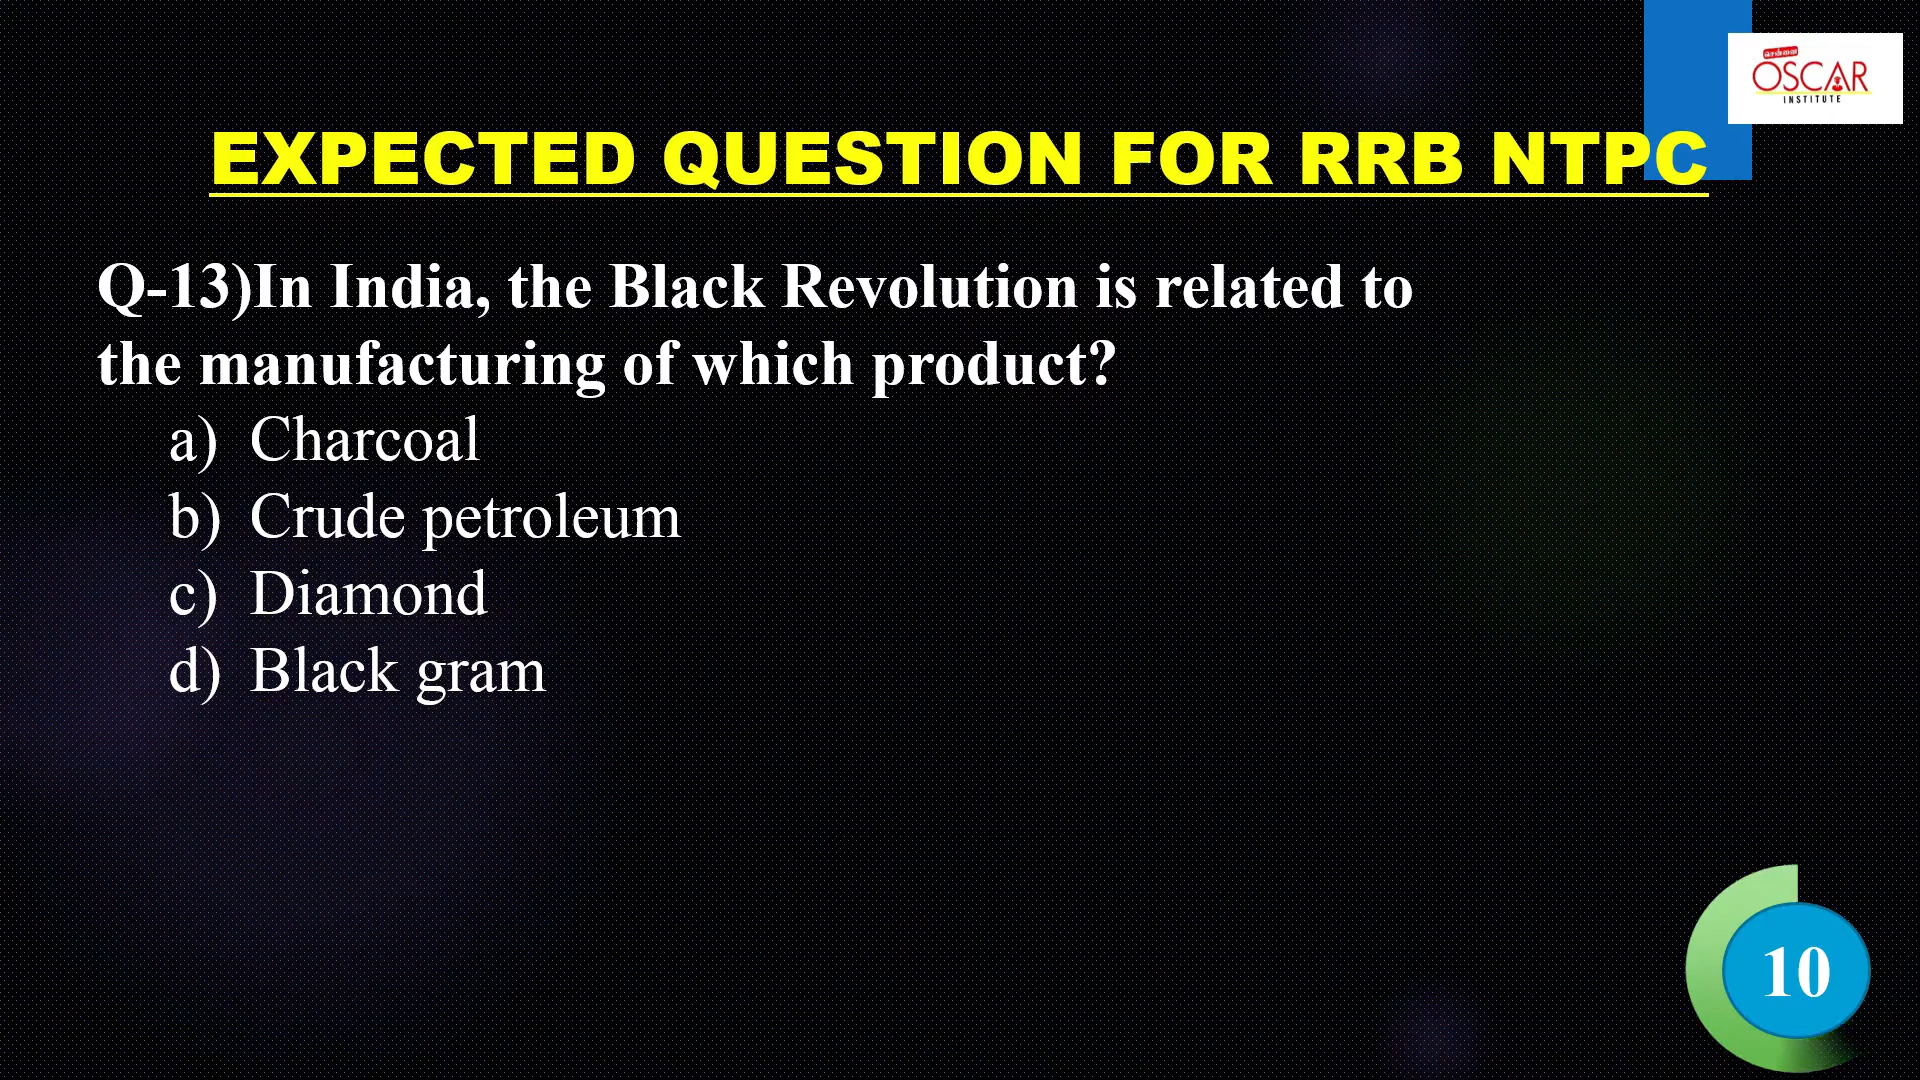 சென்னை
OSCAR
INSTITUTE
EXPECTED QUESTION FOR RRB NTPC
Q-13)In India, the Black Revolution is related to
the manufacturing of which product?
a) Charcoal
b) Crude petroleum
c) Diamond
d) Black gram
10